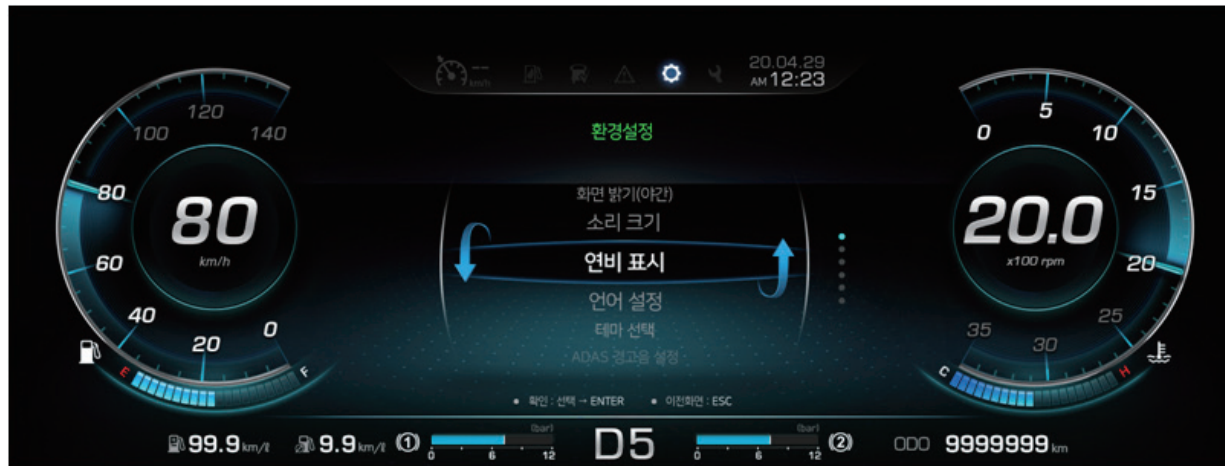 -- km/h
20.04.29
AM 12:23
환경설정
0
20
40
60
80
100
120
140
80
km/h
E
F
화면 밝기(야간)
소리 크기
연비 표시
언어 설정
테마 선택
ADAS 경고음 설정
● 확인 : 선택 → ENTER ● 이전화면 : ESC
0
5
10
15
20
25
30
35
20.0
x100 rpm
C
H
99.9 km/ℓ
9.9 km/ℓ
(1)
(bar)
0 6 12
D5
(bar)
0 6 12
(2)
ODO 9999999 km